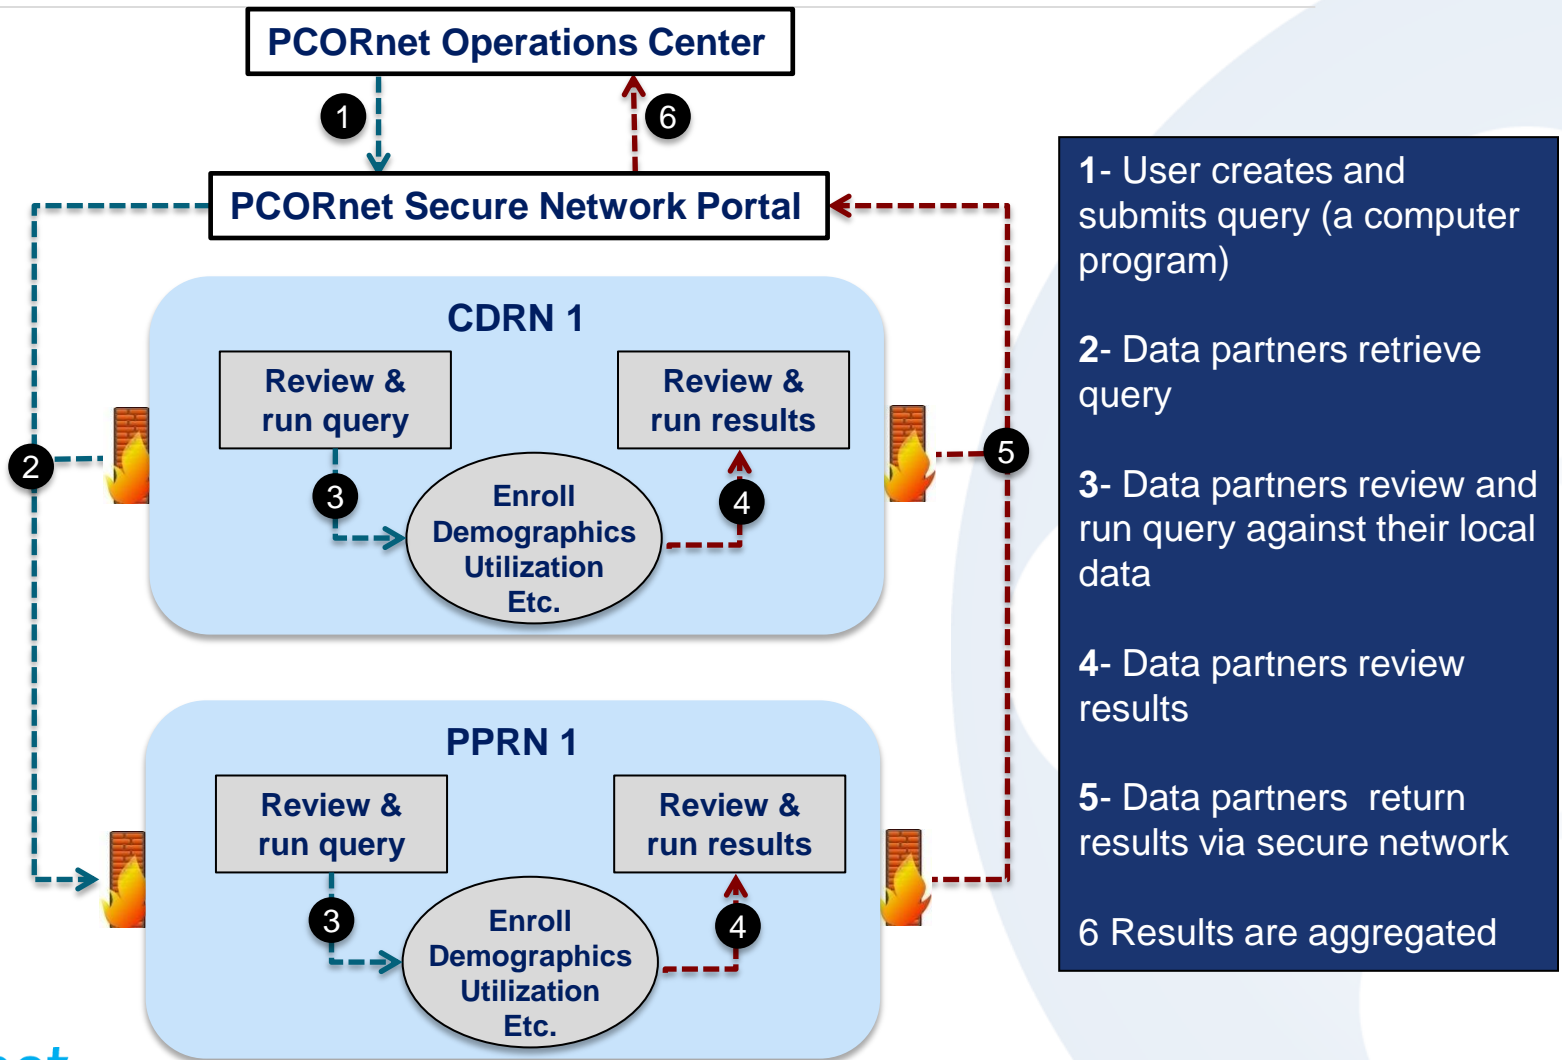 PCORnet Operations Center
1
6
PCORnet Secure Network Portal
CDRN 1
Review &
run query
Review &
run results
2
3
4
5
Enroll
Demographics
Utilization
Etc.
PPRN 1
Review &
run query
Review &
run results
3
4
Enroll
Demographics
Utilization
Etc.
1- User creates and
submits query (a computer
program)
2- Data partners retrieve
query
3- Data partners review and
run query against their local
data
4- Data partners review
results
5- Data partners  return
results via secure network
6 Results are aggregated